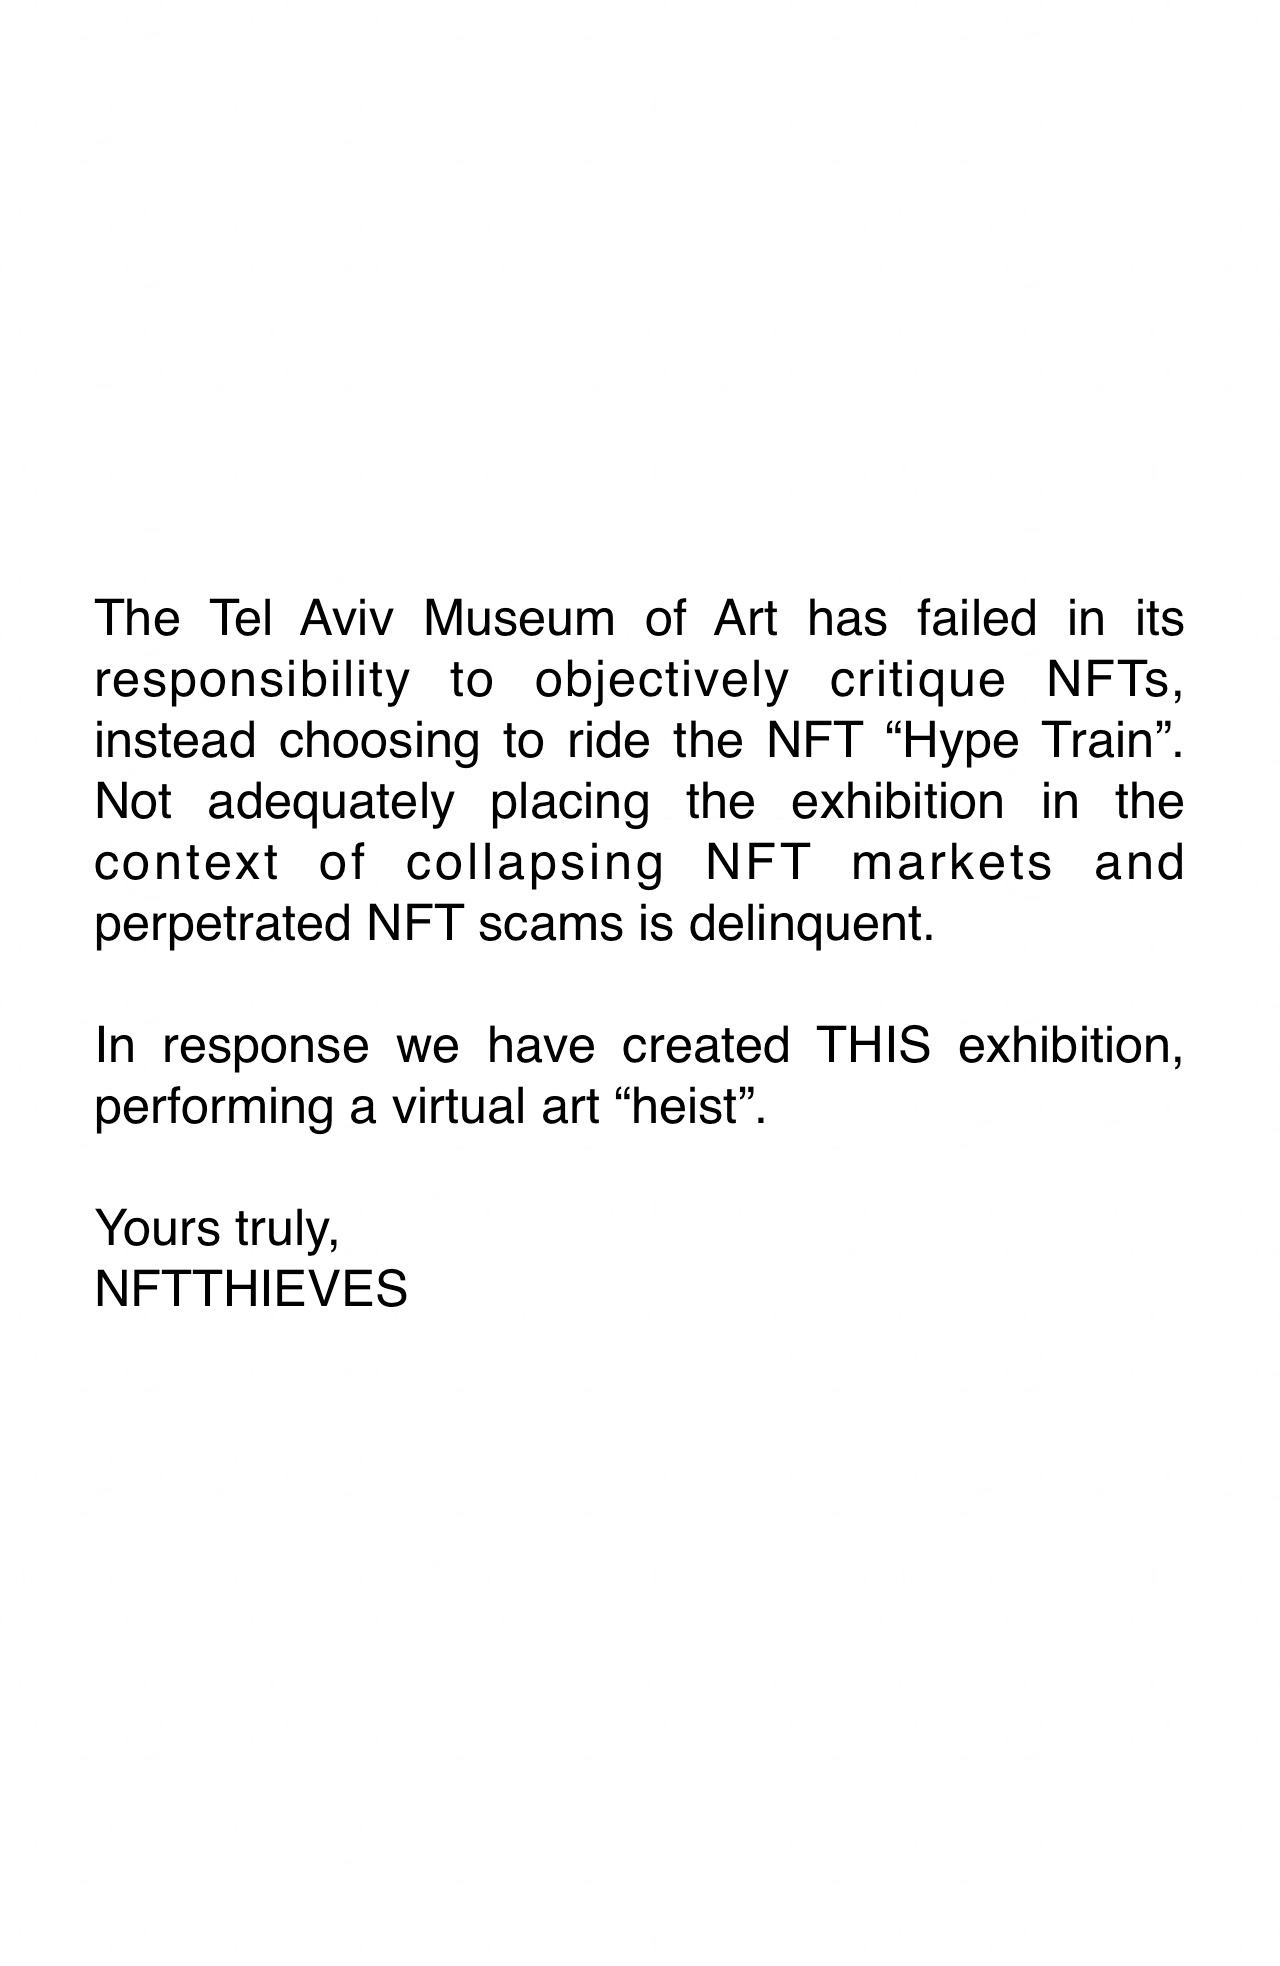 The Tel Aviv Museum of Art has failed in its
responsibility to objectively critique NFTs,
instead choosing to ride the NFT “Hype Train”.
Not adequately placing the exhibition in the
context of collapsing NFT markets and
perpetrated NFT scams is delinquent.
In response we have created THIS exhibition,
performing a virtual art “heist”.
Yours truly,
NFTTHIEVES